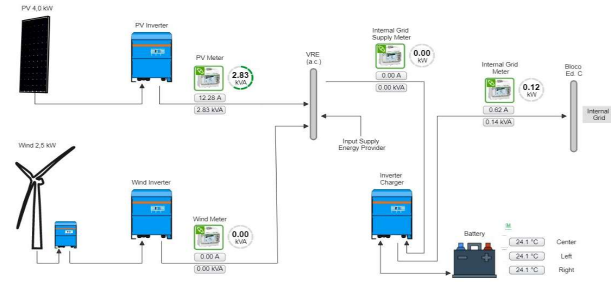 PV 4,0 kW
PV Inverter
PV Meter
2.83
kVA
12.28 A
2.83 kVA
VRE
(a.c.)
Internal Grid
Supply Meter
0.00
kW
0.00 A
0.00 kVA
Internal Grid
Meter
0.12
kW
0.62 A
0.14 kVA
Bloco
Ed. C
Internal
Grid
Input Supply
Energy Provider
Wind 2,5 kW
Wind Inverter
Wind Meter
0.00
kVA
0.00 A
0.00 kVA
Inverter
Charger
Battery
24.1 °C Center
24.1 °C Left
24.1 °C Right